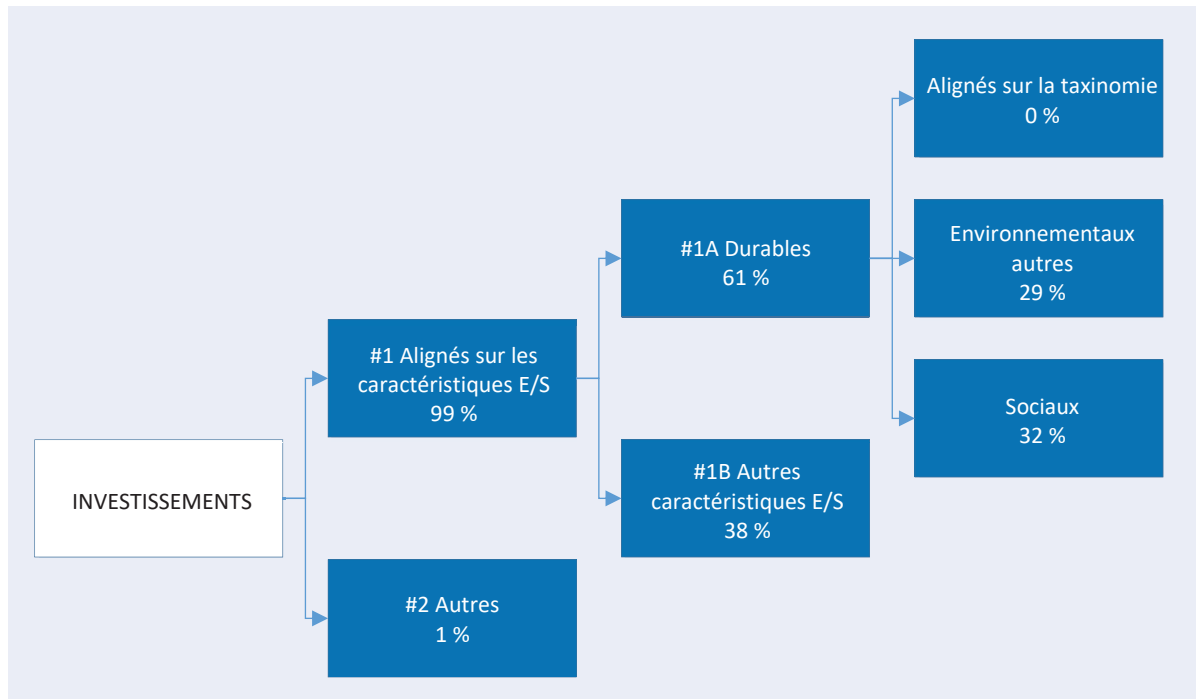 INVESTISSEMENTS
#1 Alignés sur les
caractéristiques E/S
99 %
#2 Autres
1 %
#1A Durables
61 %
#1B Autres
caractéristiques E/S
38 %
Alignés sur la taxinomie
0 %
Environnementaux
autres
29 %
Sociaux
32 %